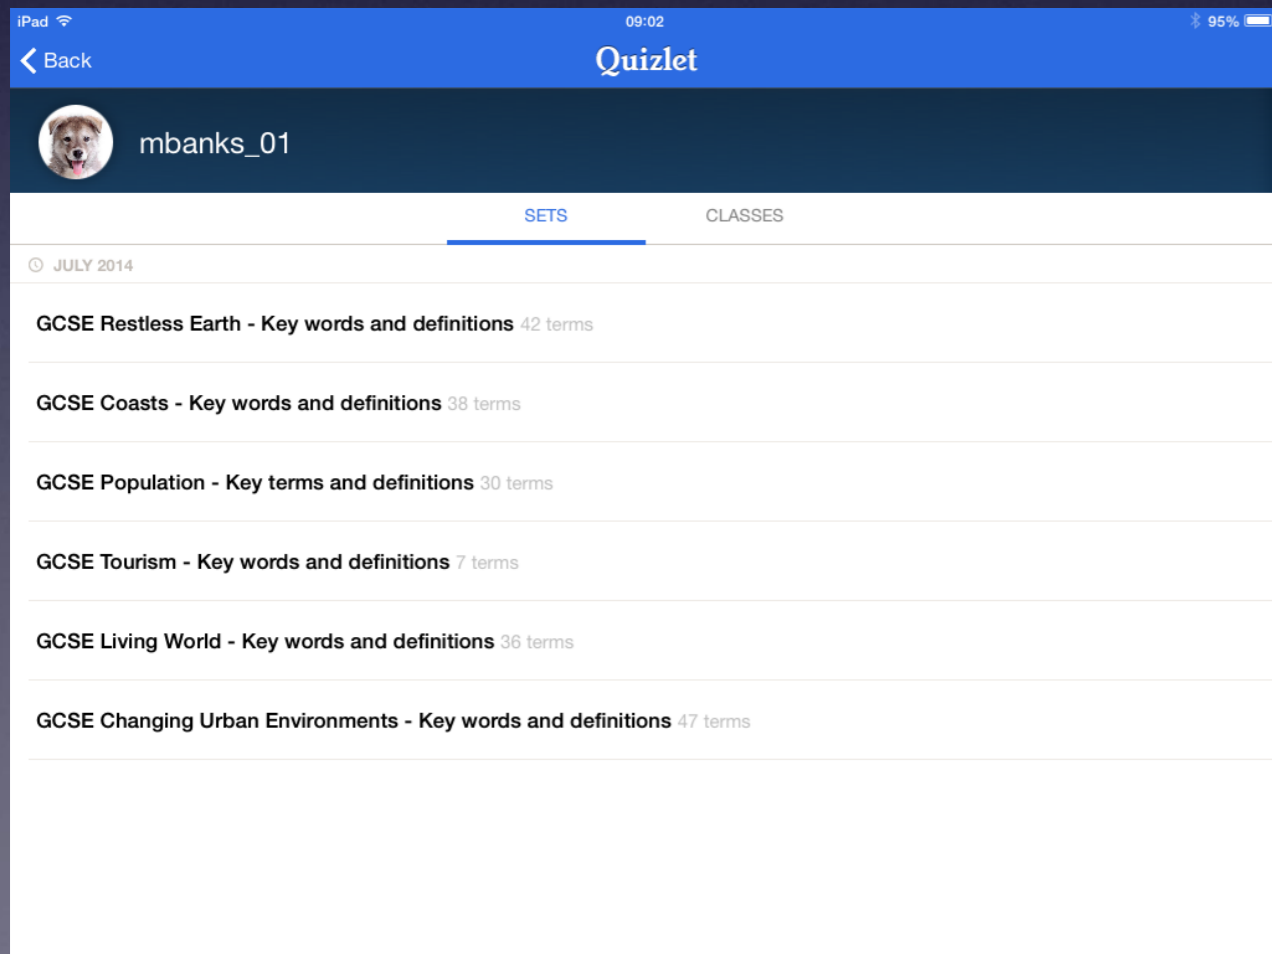 iPad 09:02 95%
Back Quizlet
mbanks_01
SETS CLASSES
JULY 2014
GCSE Restless Earth - Key words and definitions 42 terms
GCSE Coasts - Key words and definitions 38 terms
GCSE Population - Key terms and definitions 30 terms
GCSE Tourism - Key words and definitions 7 terms
GCSE Living World - Key words and definitions 36 terms
GCSE Changing Urban Environments - Key words and definitions 47 terms